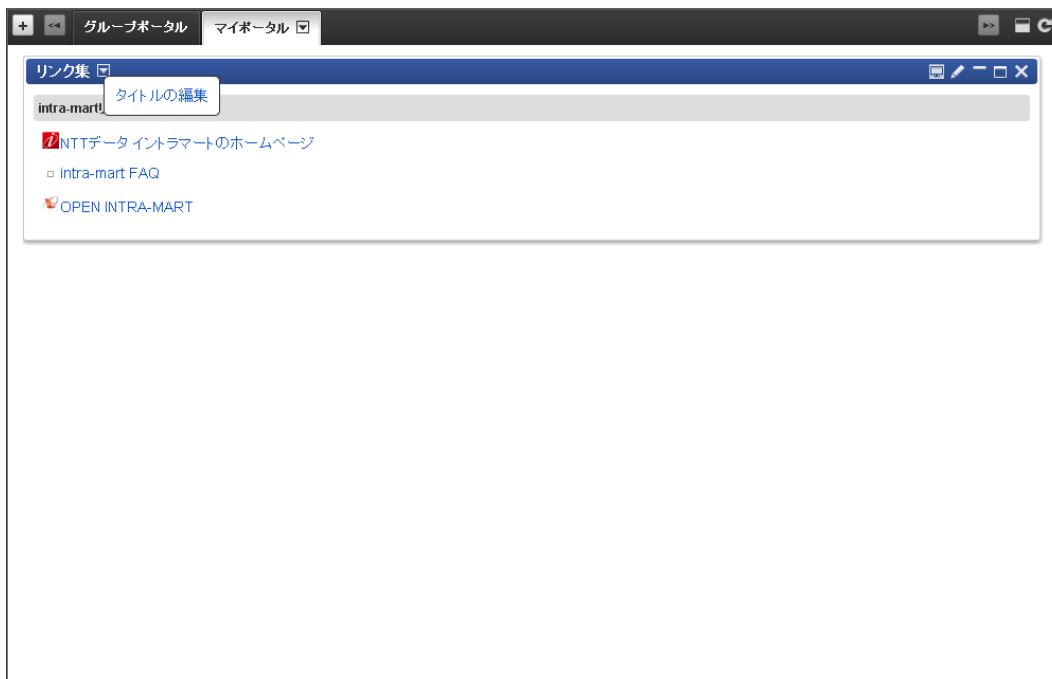 グループポータル
マイポータル
リンク集
タイトルの編集
intra-mart
NTTデータ イントラマートのホームページ
intra-mart FAQ
OPEN INTRA-MART